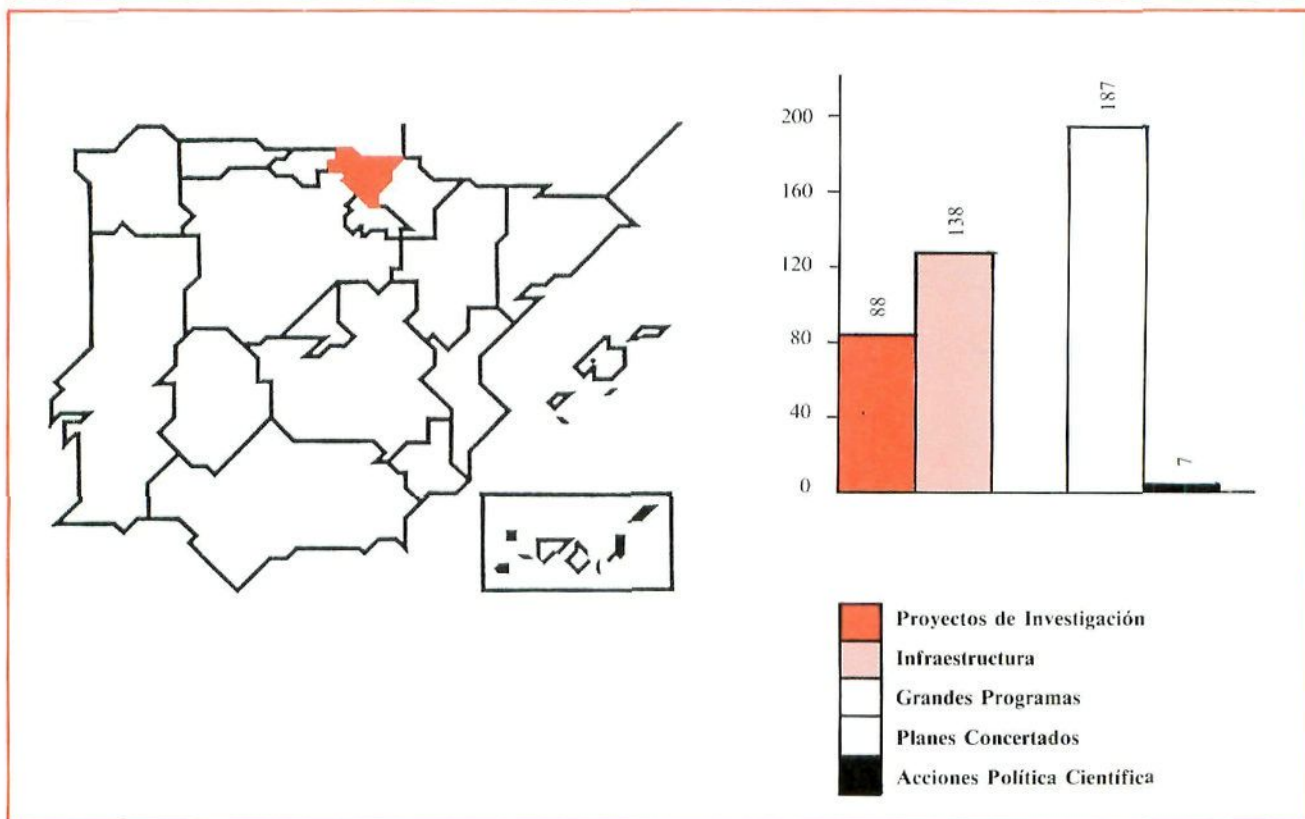 200
160
120
80
40
0
88
138
187
7
Proyectos de Investigación
Infraestructura
Grandes Programas
Planes Concertados
Acciones Política Científica